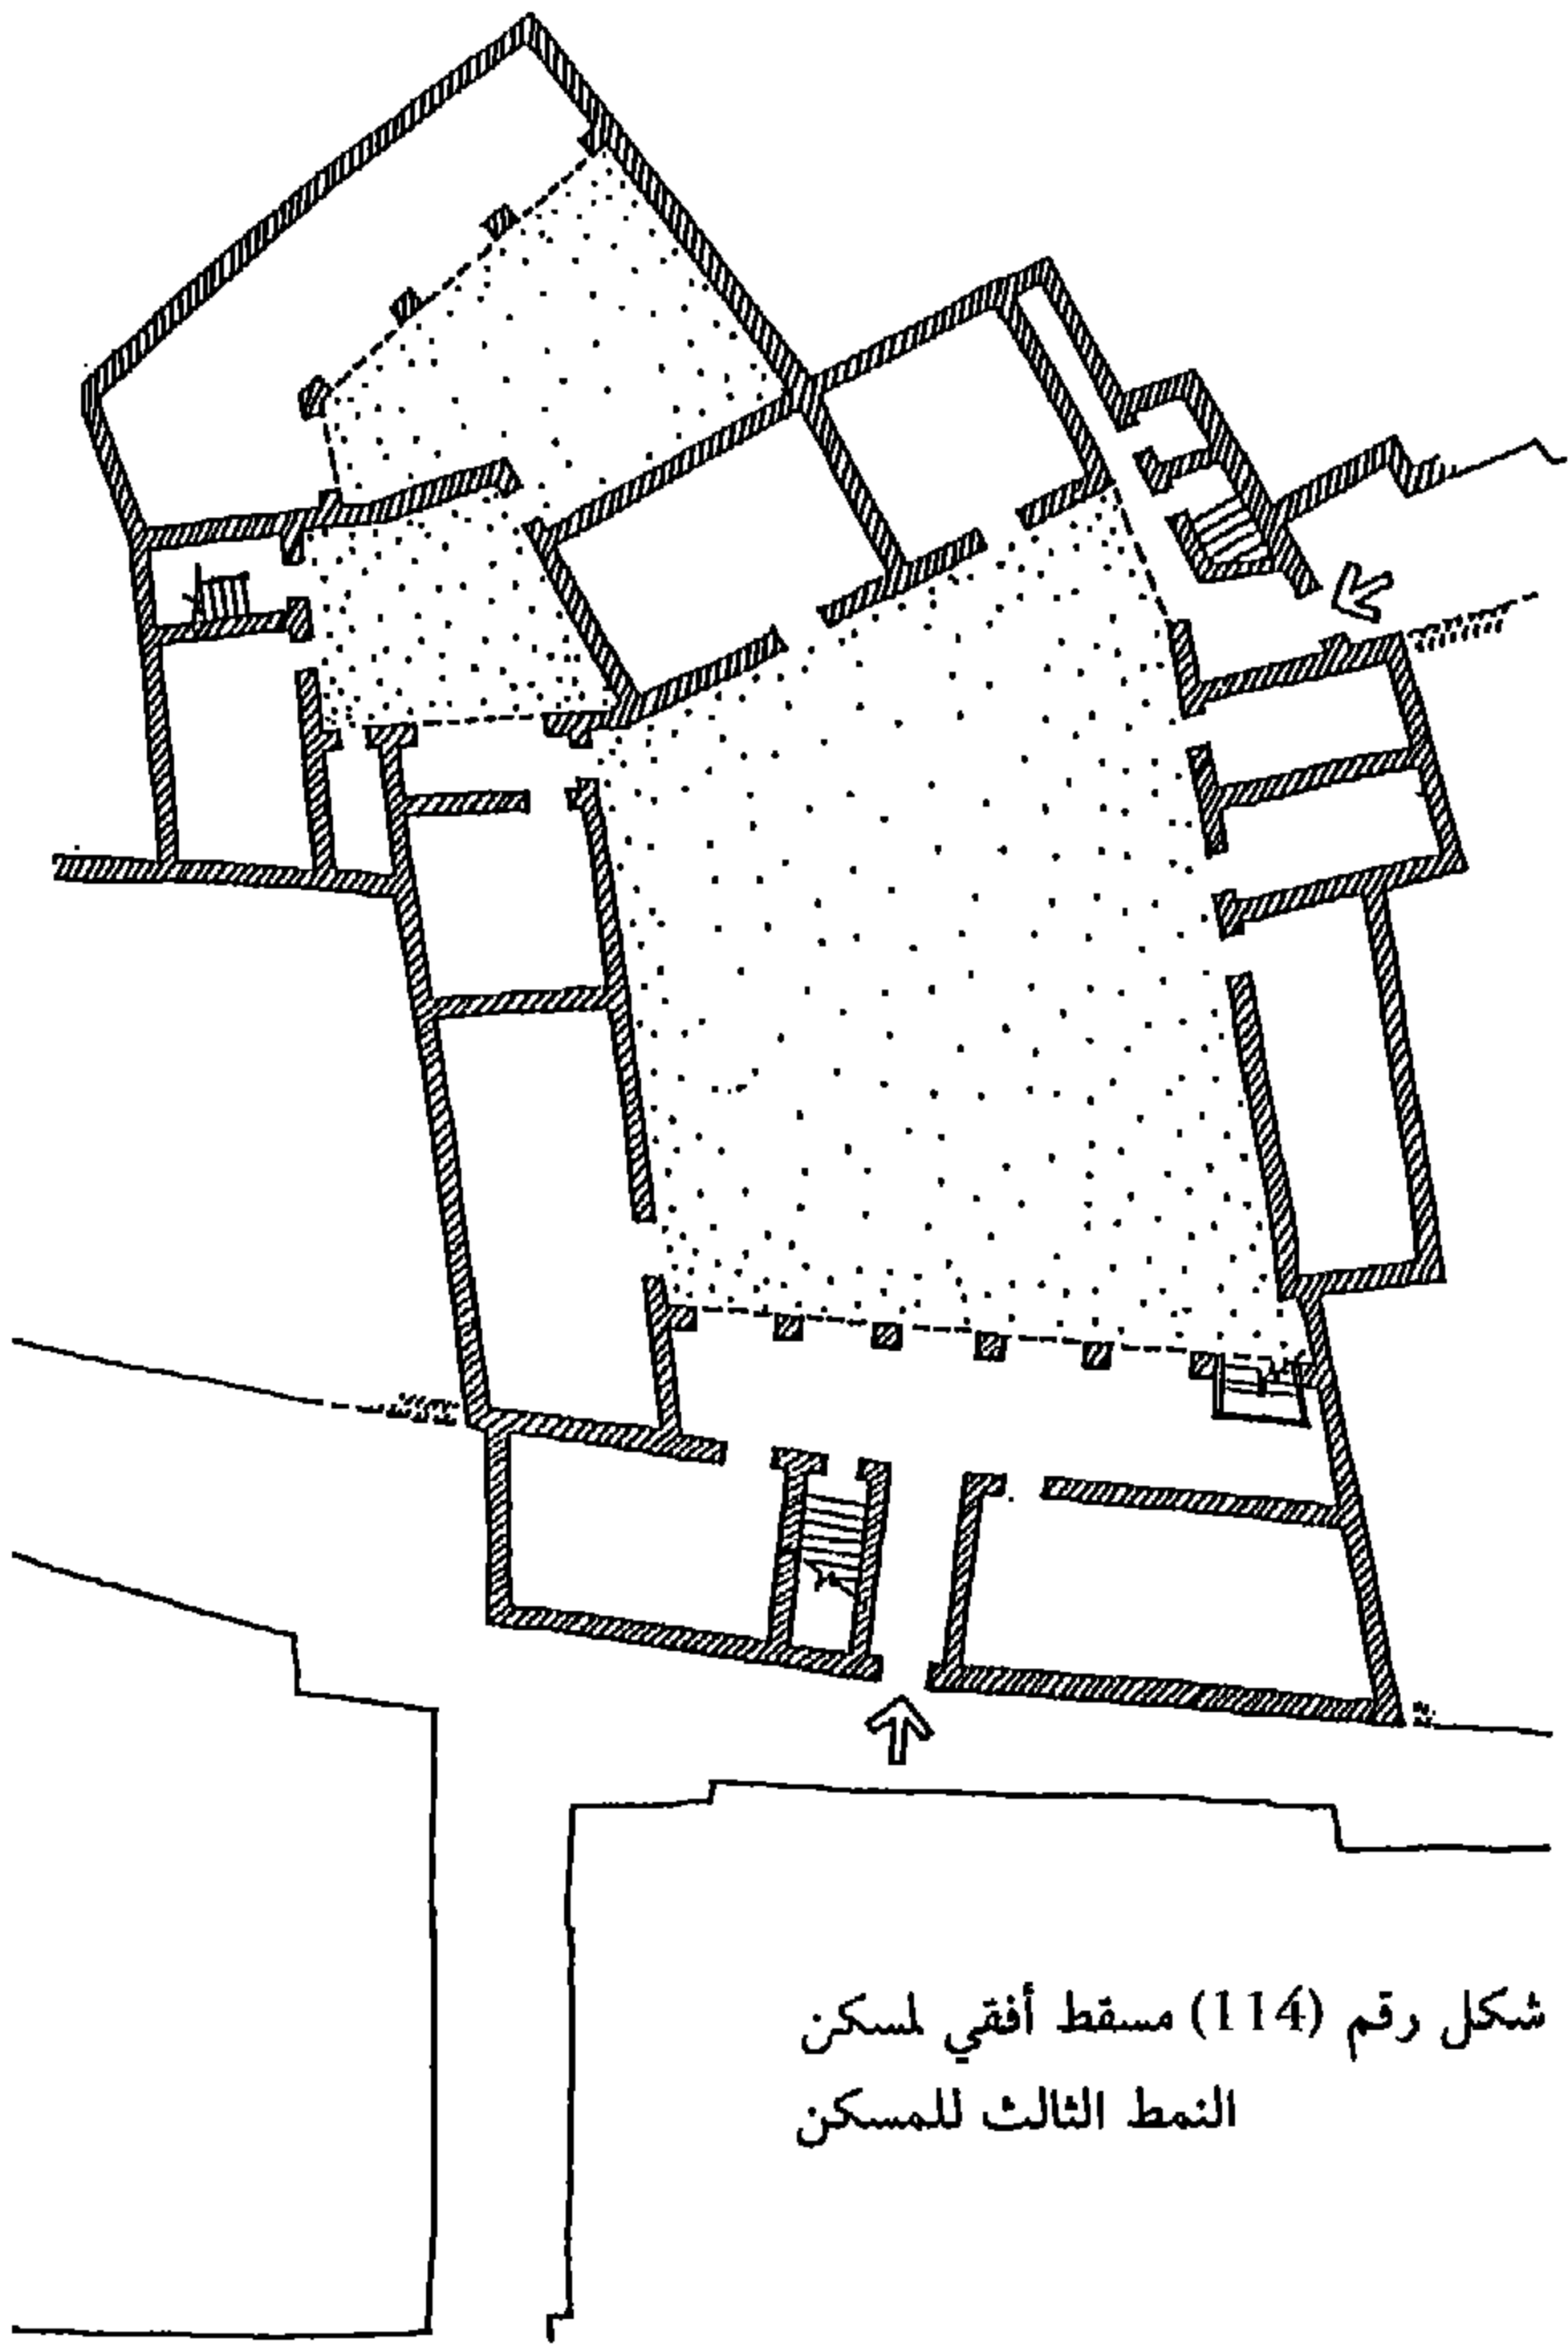 شكل رقم (114) مسقط أفقي لمسكن
النمط الثالث للمسكن